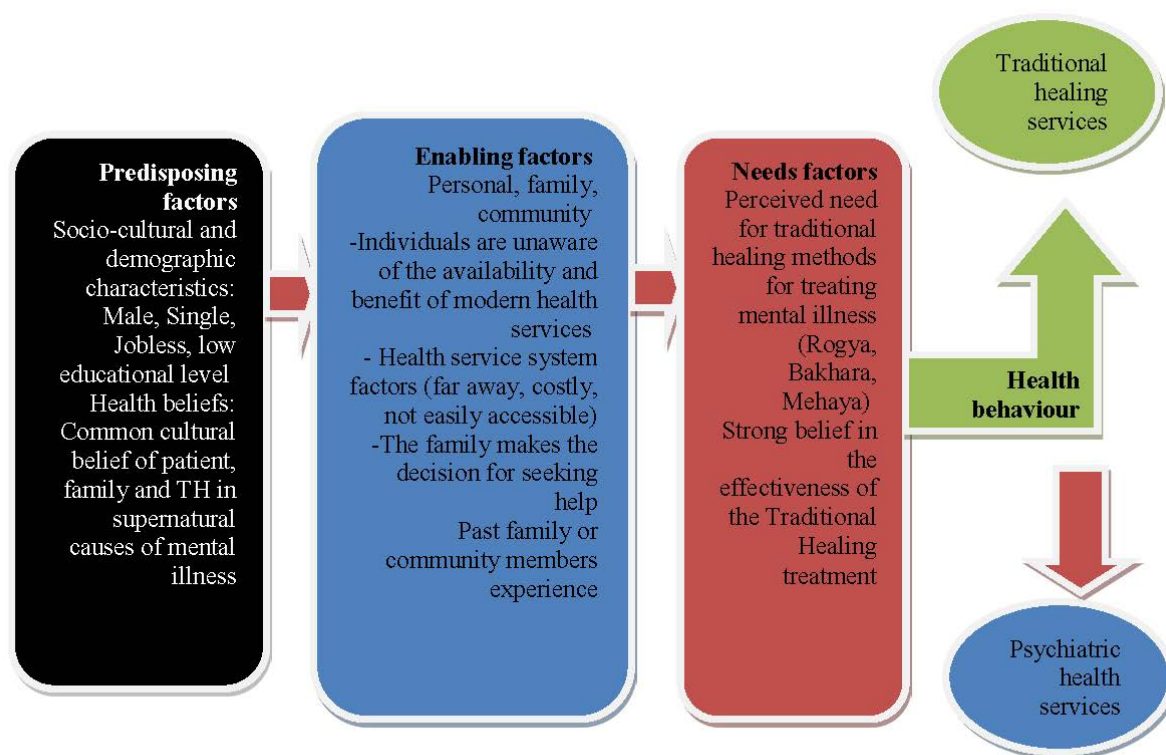 Predisposing
factors
Socio-cultural and
demographic
characteristics:
Male, Single,
Jobless, low
educational level
Health beliefs:
Common cultural
belief of patient,
family and TH in
supernatural
causes of mental
illness
Enabling factors
Personal, family,
community
-Individuals are unaware
of the availability and
benefit of modern health
services
- Health service system
factors (far away, costly,
not easily accessible)
-The family makes the
decision for seeking
help
Past family or
community members
experience
Needs factors
Perceived need
for traditional
healing methods
for treating
mental illness
(Rogya,
Bakhara,
Mehaya)
Strong belief in
the
effectiveness of
the Traditional
Healing
treatment
Health
behaviour
Traditional
healing
services
Psychiatric
health
services